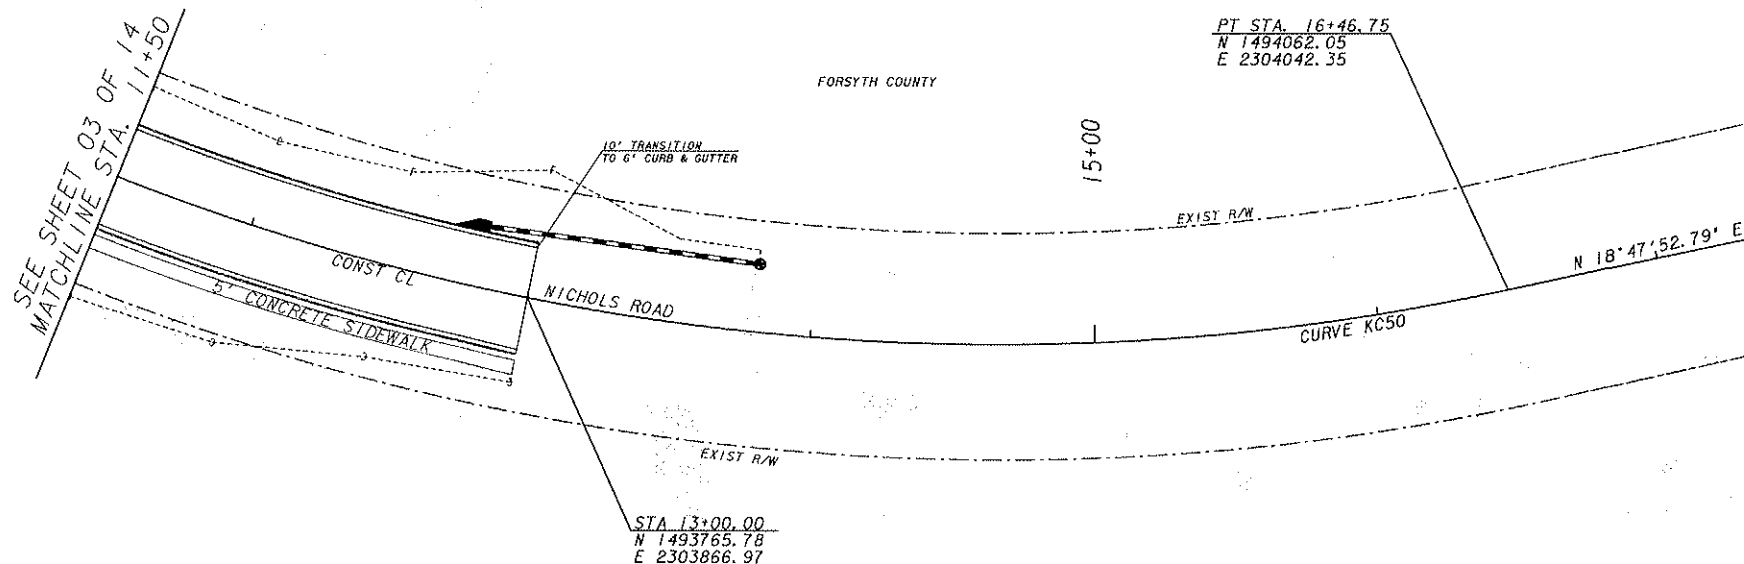 SEE SHEET 03 OF 14
MATCHLINE STA. 11+50
FORSYTH COUNTY
PT STA. 16+46.75
N 1494062.05
E 2304042.35
10' TRANSITION
TO 6' CURB & GUTTER
15+00
EXIST R/W
N 18°47'52.79" E
CONST CL
NICHOLS ROAD
5' CONCRETE SIDEWALK
CURVE KC50
EXIST R/W
STA 13+00.00
N 1493765.78
E 2303866.97